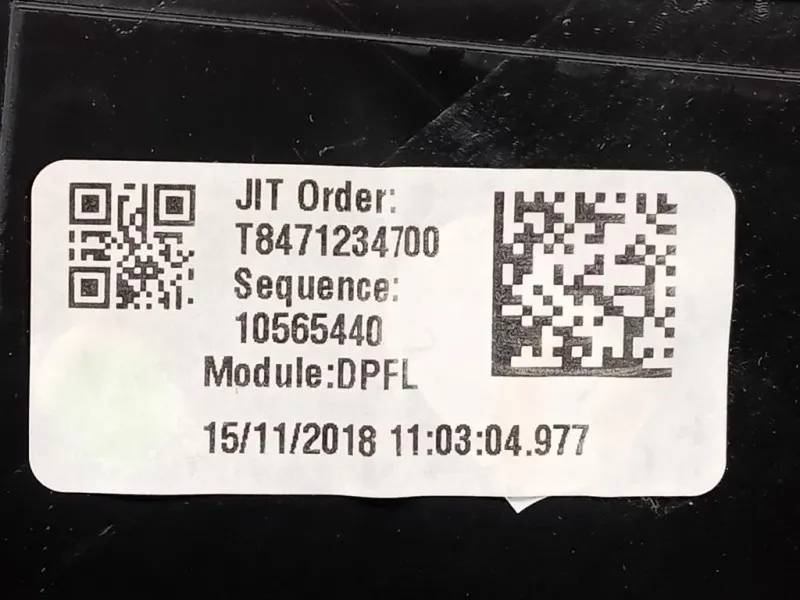 JIT Order:
T8471234700
Sequence:
10565440
Module:DPFL
15/11/2018 11:03:04.977